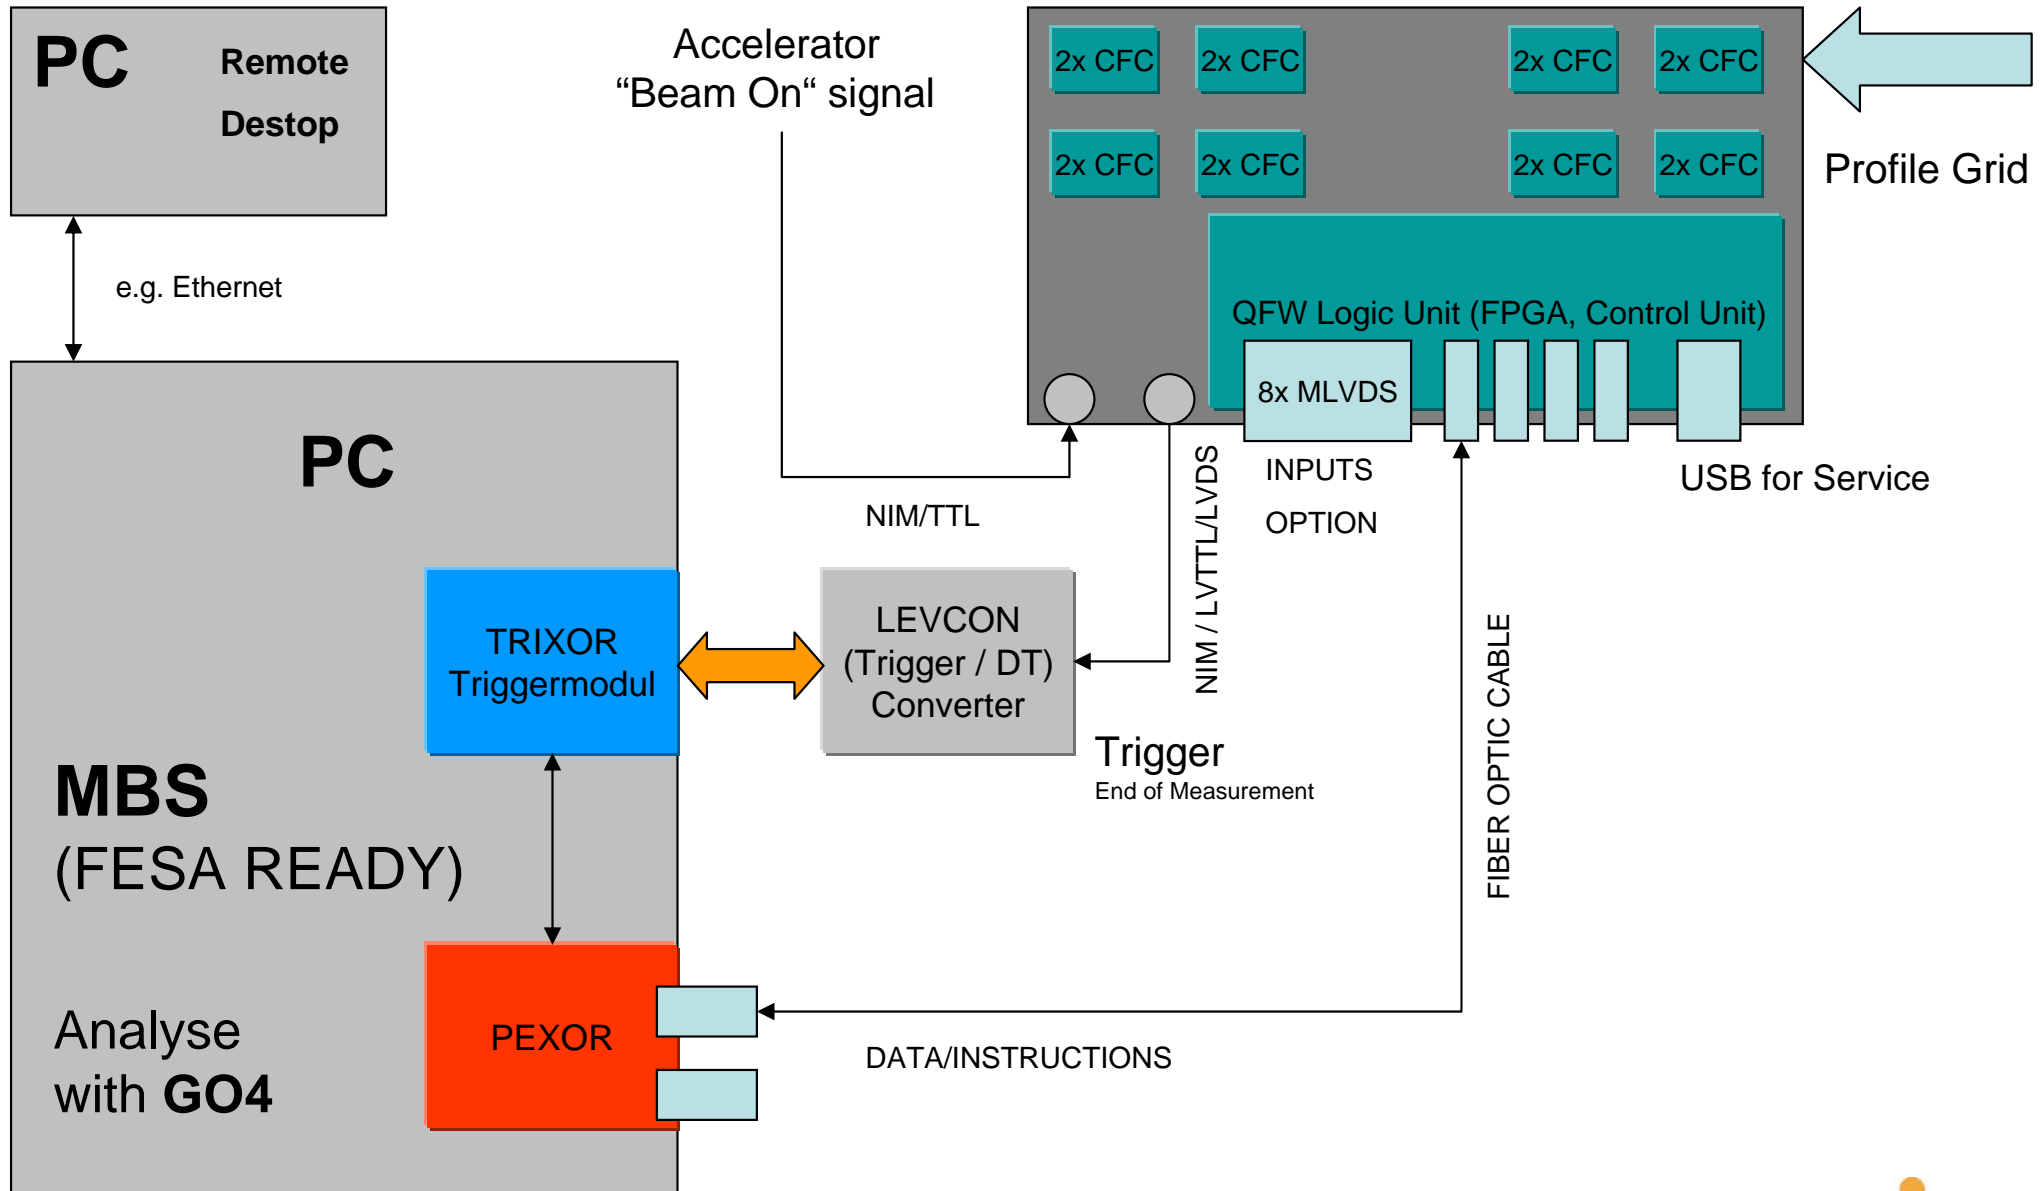 PC
Remote
Destop
e.g. Ethernet
Accelerator
“Beam On“ signal
2x CFC
2x CFC
2x CFC
2x CFC
2x CFC
2x CFC
2x CFC
2x CFC
Profile Grid
QFW Logic Unit (FPGA, Control Unit)
8x MLVDS
INPUTS
OPTION
USB for Service
NIM/TTL
NIM / LVTTL/LVDS
FIBER OPTIC CABLE
PC
TRIXOR
Triggermodul
LEVCON
(Trigger / DT)
Converter
Trigger
End of Measurement
MBS
(FESA READY)
Analyse
with GO4
PEXOR
DATA/INSTRUCTIONS